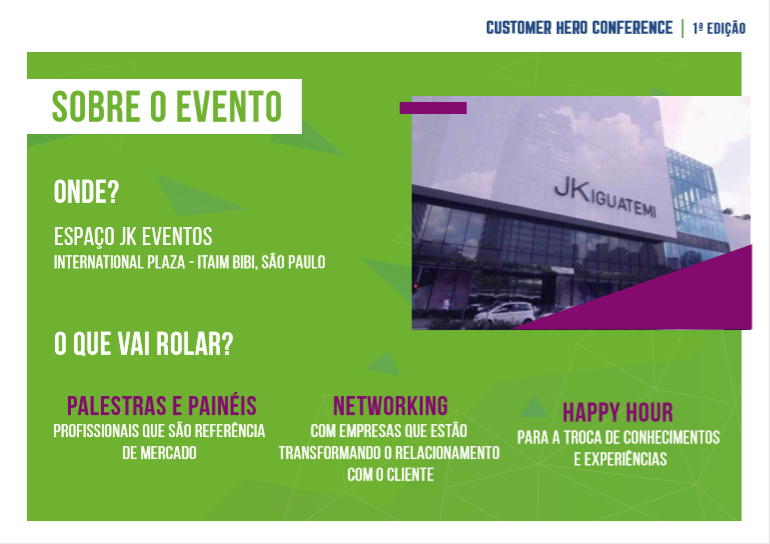 CUSTOMER HERO CONFERENCE | 1ª EDIÇÃO
SOBRE O EVENTO
JK IGUATEMI
ONDE?
ESPAÇO JK EVENTOS
INTERNATIONAL PLAZA - ITAIM BIBI, SÃO PAULO
O QUE VAI ROLAR?
PALESTRAS E PAINÉIS
PROFISSIONAIS QUE SÃO REFERÊNCIA
DE MERCADO
NETWORKING
COM EMPRESAS QUE ESTÃO
TRANSFORMANDO O RELACIONAMENTO
COM O CLIENTE
HAPPY HOUR
PARA A TROCA DE CONHECIMENTOS
E EXPERIÊNCIAS